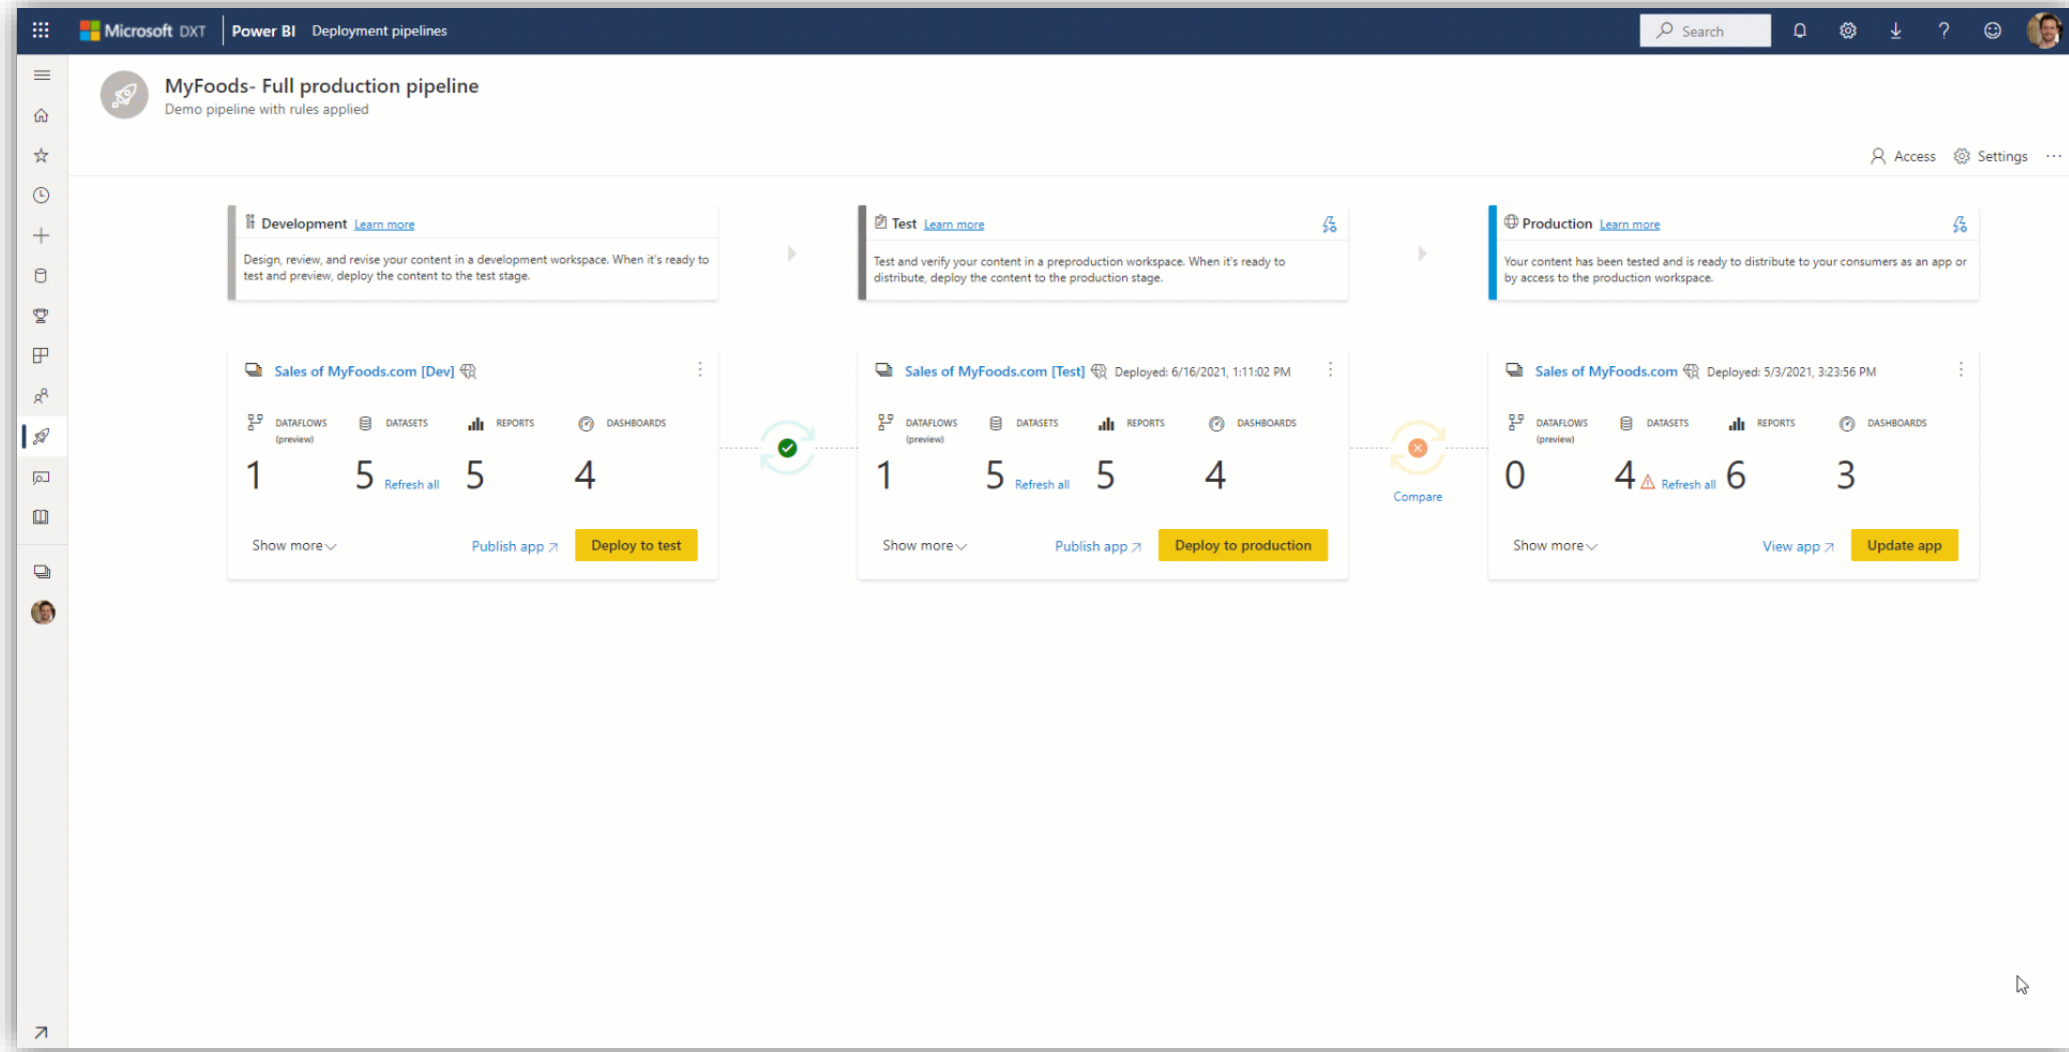 Microsoft DXT Power BI Deployment pipelines Search
MyFoods- Full production pipeline
Demo pipeline with rules applied
Access Settings
Development Learn more
Design, review, and revise your content in a development workspace. When it's ready to
test and preview, deploy the content to the test stage.
Test Learn more
Test and verify your content in a preproduction workspace. When it's ready to
distribute, deploy the content to the production stage.
Production Learn more
Your content has been tested and is ready to distribute to your consumers as an app or
by access to the production workspace.
Sales of MyFoods.com [Dev]
DATAFLOWS DATASETS REPORTS DASHBOARDS
(preview)
1 5 Refresh all 5 4
Show more Publish app Deploy to test
Sales of MyFoods.com [Test] Deployed: 6/16/2021, 1:11:02 PM
DATAFLOWS DATASETS REPORTS DASHBOARDS
(preview)
1 5 Refresh all 5 4
Show more Publish app Deploy to production
Compare
Sales of MyFoods.com Deployed: 5/3/2021, 3:23:56 PM
DATAFLOWS DATASETS REPORTS DASHBOARDS
(preview)
0 4 Refresh all 6 3
Show more View app Update app